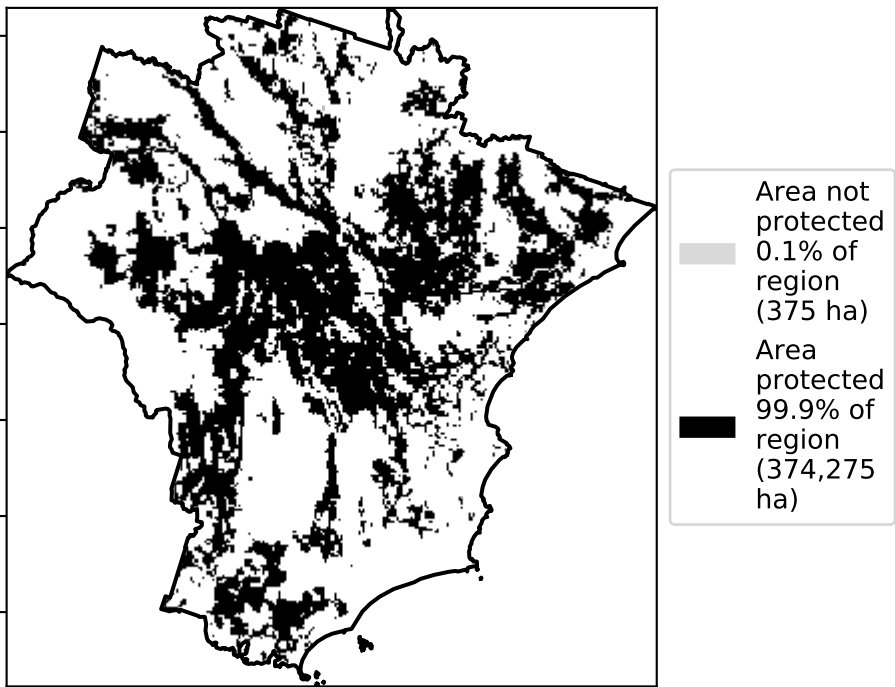 Area not
protected
0.1% of
region
(375 ha)
Area
protected
99.9% of
region
(374,275
ha)